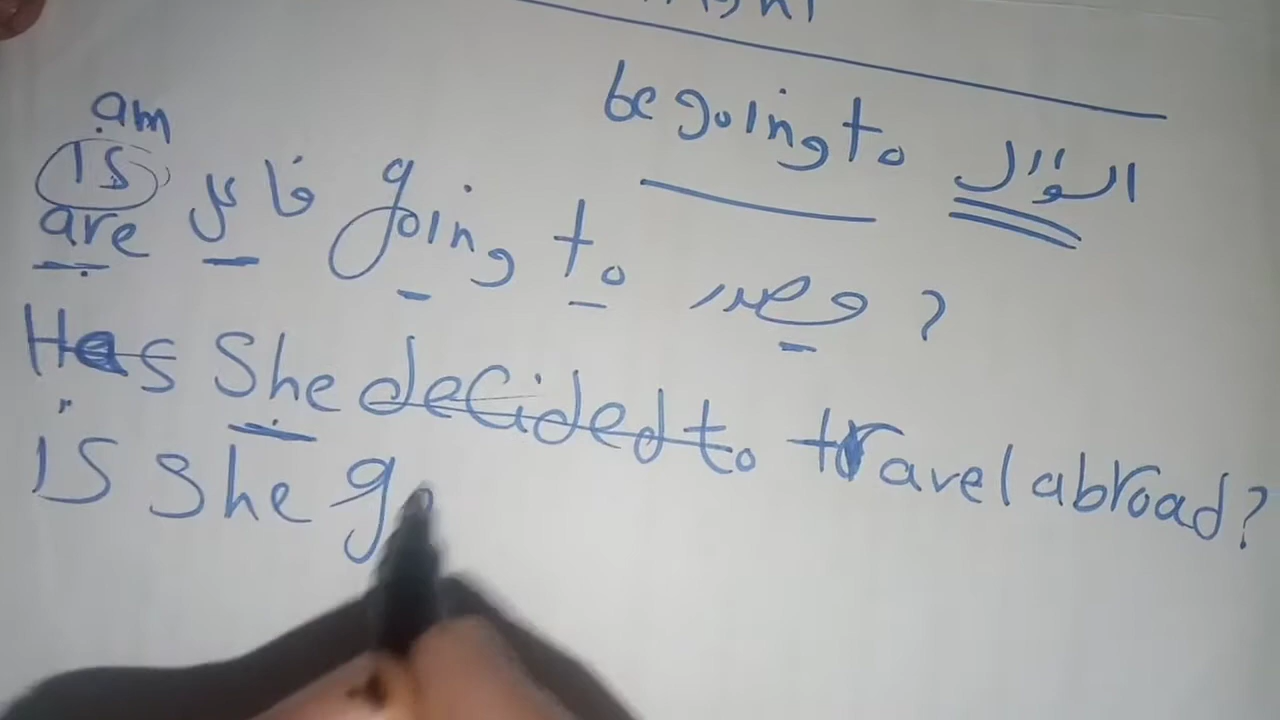 be going to السؤال
am
is
are فاعل going to مصدر ?
Has She decided to travel abroad?
is she go